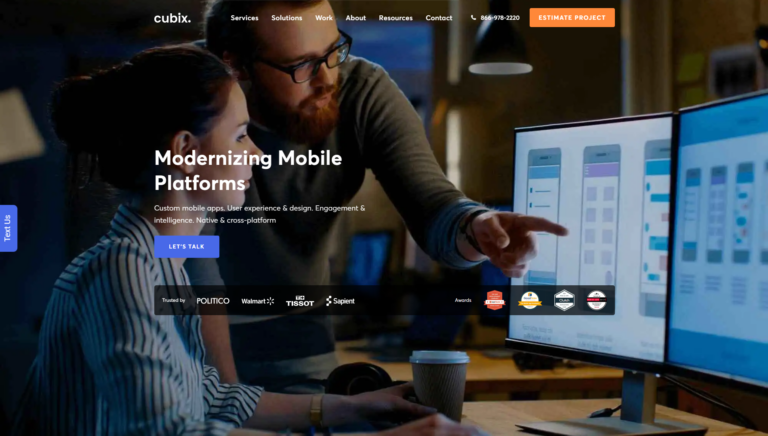 cubix.
Services
Solutions
Work
About
Resources
Contact
866-978-2220
ESTIMATE PROJECT
Modernizing Mobile
Platforms
Custom mobile apps. User experience & design. Engagement &
intelligence. Native & cross-platform
LET'S TALK
Text Us
Trusted by
POLITICO
Walmart
TISSOT
Sapient
Awards